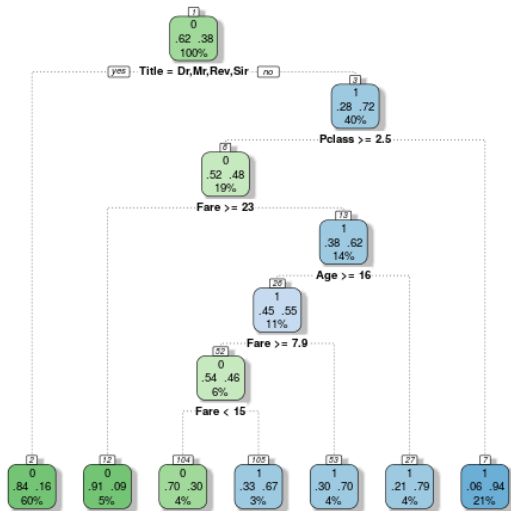 1
0
.62 .38
100%
yes Title = Dr,Mr,Rev,Sir no
3
1
.28 .72
40%
Pclass >= 2.5
6
0
.52 .48
19%
Fare >= 23
13
1
.38 .62
14%
Age >= 16
26
1
.45 .55
11%
Fare >= 7.9
52
0
.54 .46
6%
Fare < 15
2 12 104 105 53 27 7
0 0 0 1 1 1 1
.84 .16 .91 .09 .70 .30 .33 .67 .30 .70 .21 .79 .06 .94
60% 5% 4% 3% 4% 4% 21%